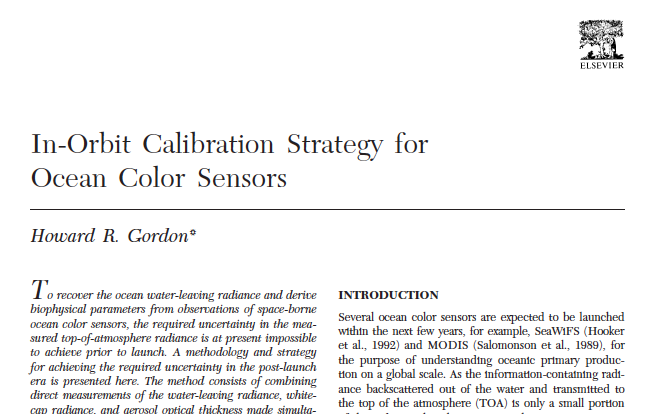 ELSEVIER
In-Orbit Calibration Strategy for
Ocean Color Sensors
Howard R. Gordon*
To recover the ocean water-leaving radiance and derive
biophysical parameters from observations of space-borne
ocean color sensors, the required uncertainty in the mea-
sured top-of-atmosphere radiance is at present impossible
to achieve prior to launch. A methodology and strategy
for achieving the required uncertainty in the post-launch
era is presented here. The method consists of combining
direct measurements of the water-leaving radiance, white-
cap radiance, and aerosol optical thickness made simulta-
INTRODUCTION
Several ocean color sensors are expected to be launched
within the next few years, for example, SeaWiFS (Hooker
et al., 1992) and MODIS (Salomonson et al., 1989), for
the purpose of understanding oceanic primary produc-
tion on a global scale. As the information-containing radi-
ance backscattered out of the water and transmitted to
the top of the atmosphere (TOA) is only a small portion